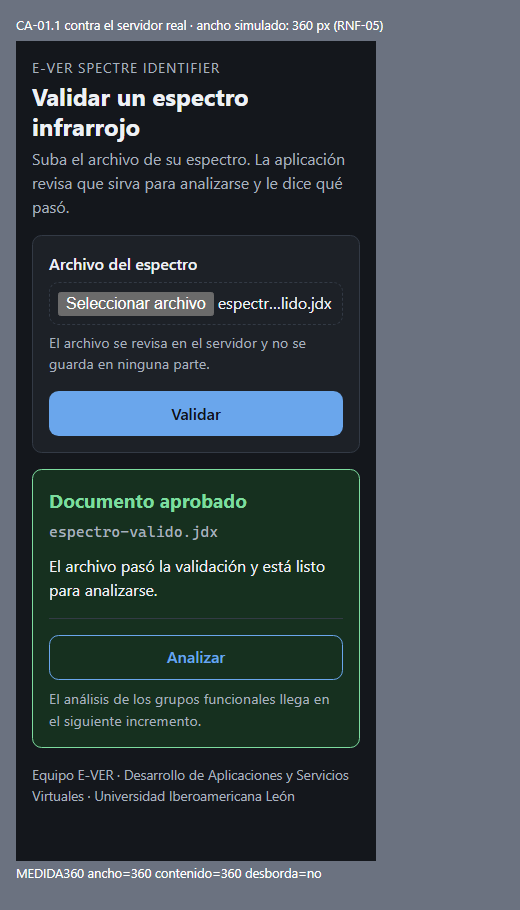 CA-01.1 contra el servidor real · ancho simulado: 360 px (RNF-05)
E-VER SPECTRE IDENTIFIER
Validar un espectro
infrarrojo
Suba el archivo de su espectro. La aplicación
revisa que sirva para analizarse y le dice qué
pasó.
Archivo del espectro
Seleccionar archivo espectr...lido.jdx
El archivo se revisa en el servidor y no se
guarda en ninguna parte.
Validar
Documento aprobado
espectro-valido.jdx
El archivo pasó la validación y está listo
para analizarse.
Analizar
El análisis de los grupos funcionales llega en
el siguiente incremento.
Equipo E-VER · Desarrollo de Aplicaciones y Servicios
Virtuales · Universidad Iberoamericana León
MEDIDA360 ancho=360 contenido=360 desborda=no